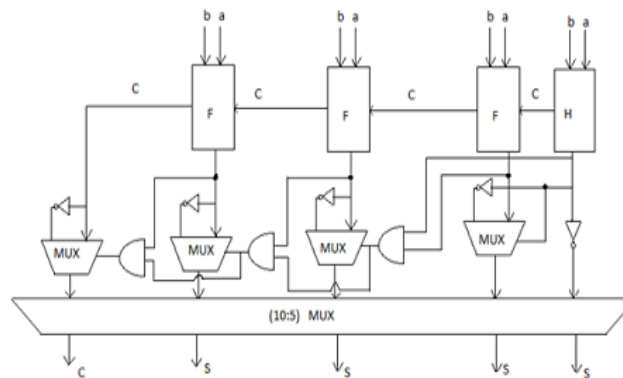 b a b a b a b a
C C C C
F F F H
MUX MUX MUX MUX
(10:5) MUX
C S S S S